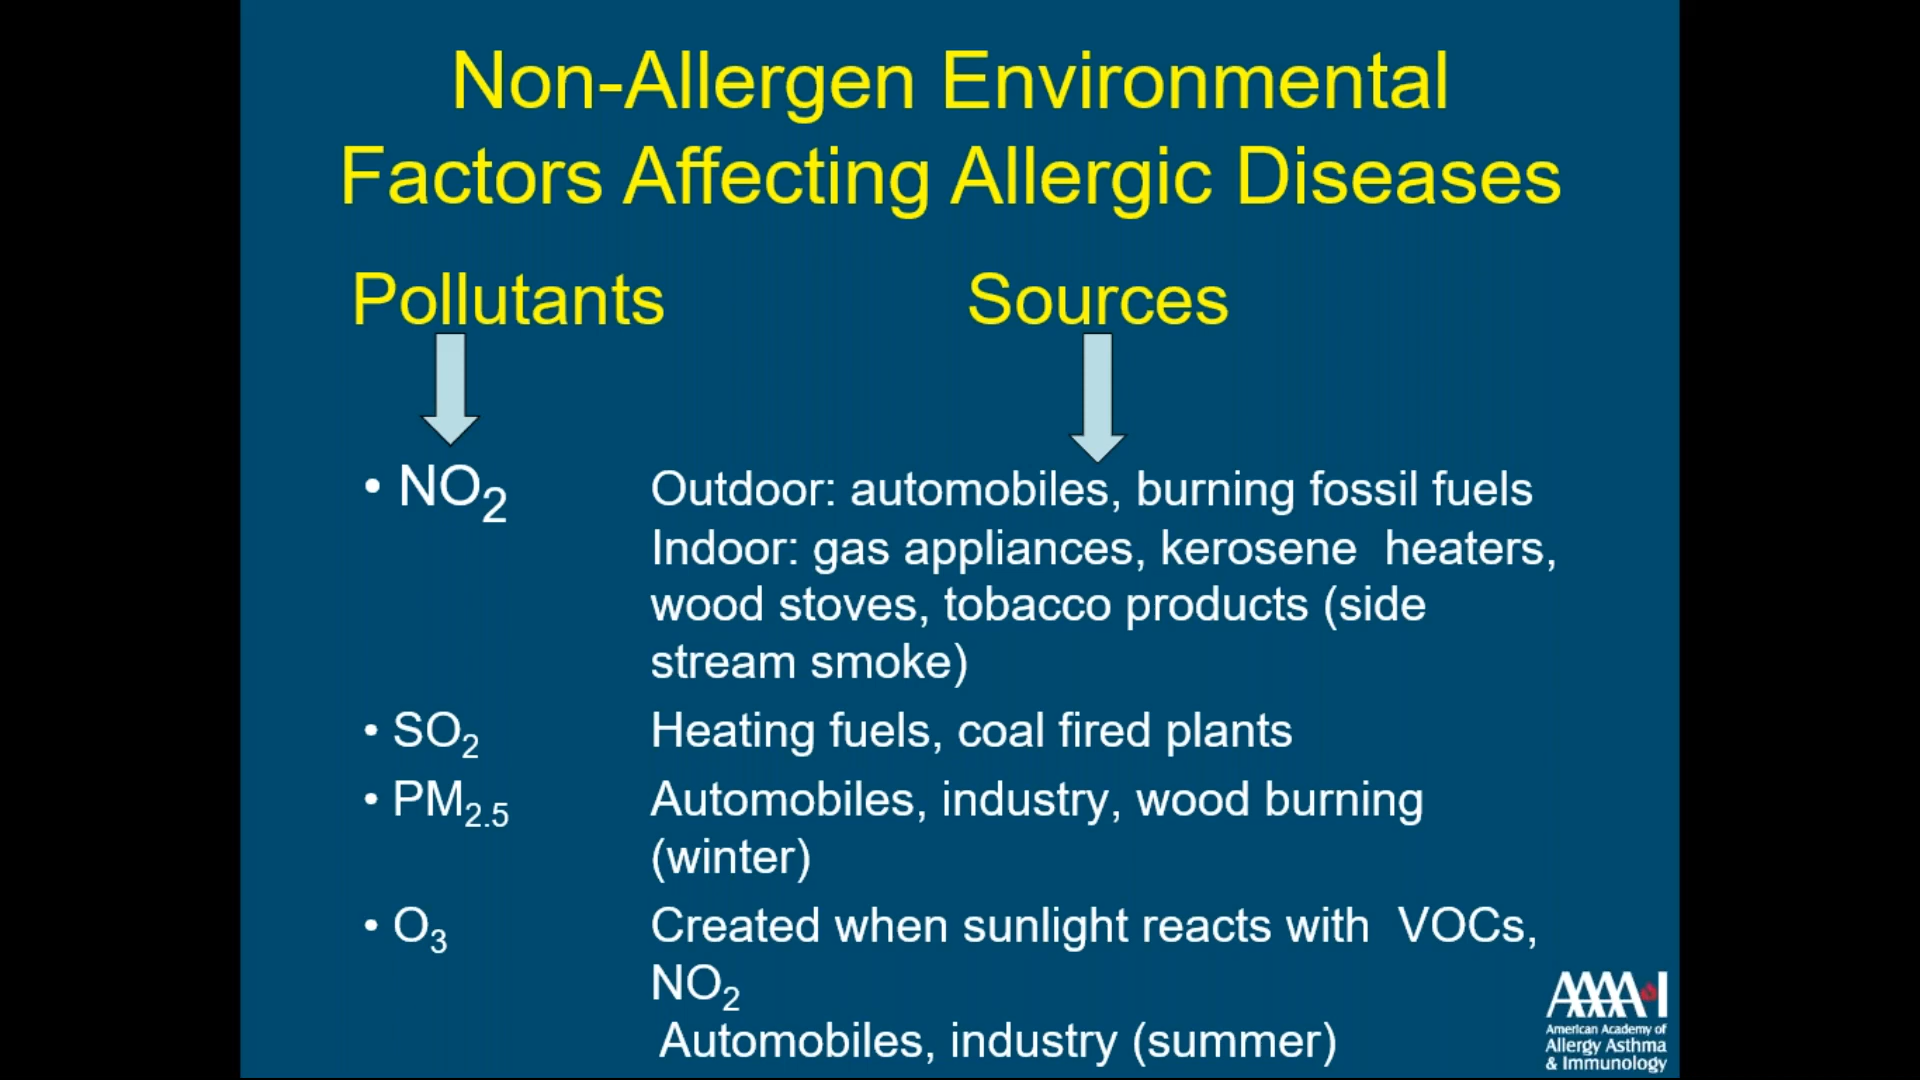 Non-Allergen Environmental
Factors Affecting Allergic Diseases
Pollutants Sources
• NO₂ Outdoor: automobiles, burning fossil fuels
Indoor: gas appliances, kerosene heaters,
wood stoves, tobacco products (side
stream smoke)
• SO₂ Heating fuels, coal fired plants
• PM₂.₅ Automobiles, industry, wood burning
(winter)
• O₃ Created when sunlight reacts with VOCs,
NO₂
Automobiles, industry (summer)
AAAAI
American Academy of
Allergy Asthma
& Immunology